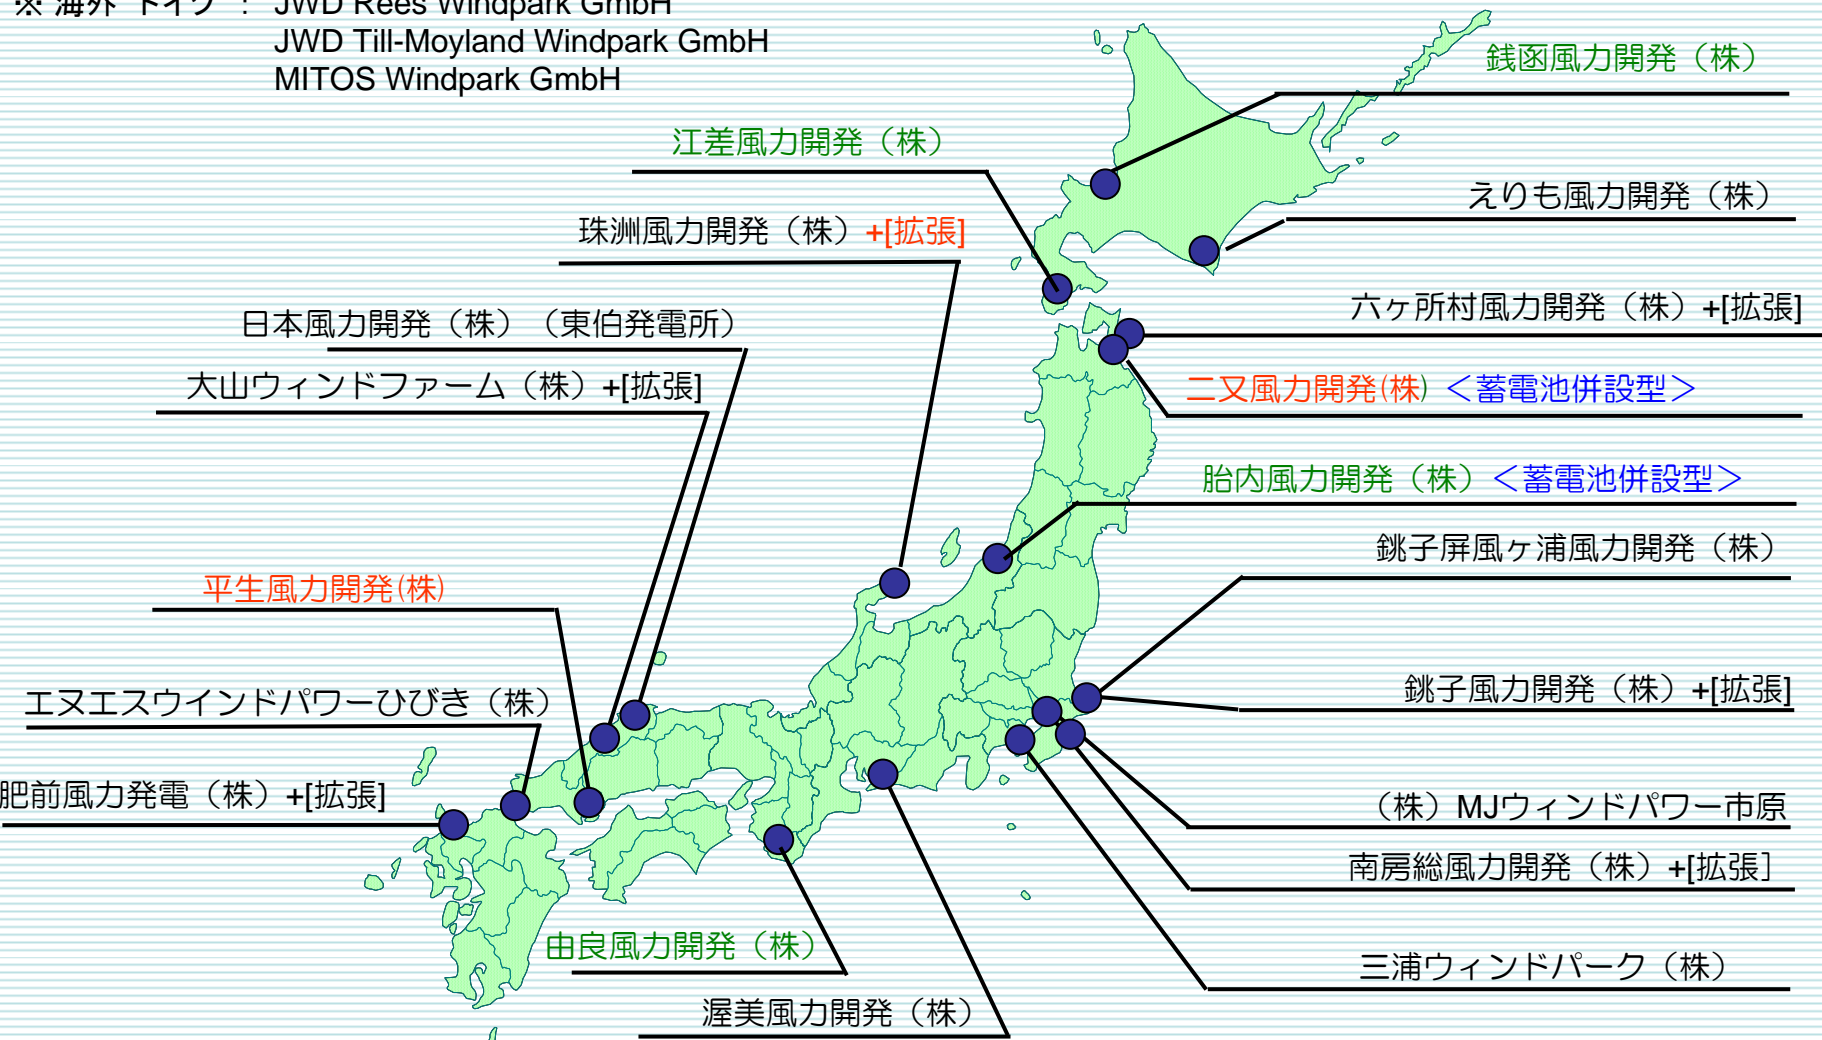 ※ 海外 ドイツ : JWD Rees Windpark GmbH
JWD Till-Moyland Windpark GmbH
MITOS Windpark GmbH
銭函風力開発（株）
江差風力開発（株）
えりも風力開発（株）
珠洲風力開発（株）+[拡張]
六ヶ所村風力開発（株）+[拡張]
日本風力開発（株）（東伯発電所）
大山ウィンドファーム（株）+[拡張]
二又風力開発(株) ＜蓄電池併設型＞
胎内風力開発（株）＜蓄電池併設型＞
銚子屏風ヶ浦風力開発（株）
平生風力開発(株)
エヌエスウインドパワーひびき（株）
銚子風力開発（株）+[拡張]
肥前風力発電（株）+[拡張]
（株）MJウィンドパワー市原
南房総風力開発（株）+[拡張］
由良風力開発（株）
三浦ウィンドパーク（株）
渥美風力開発（株）